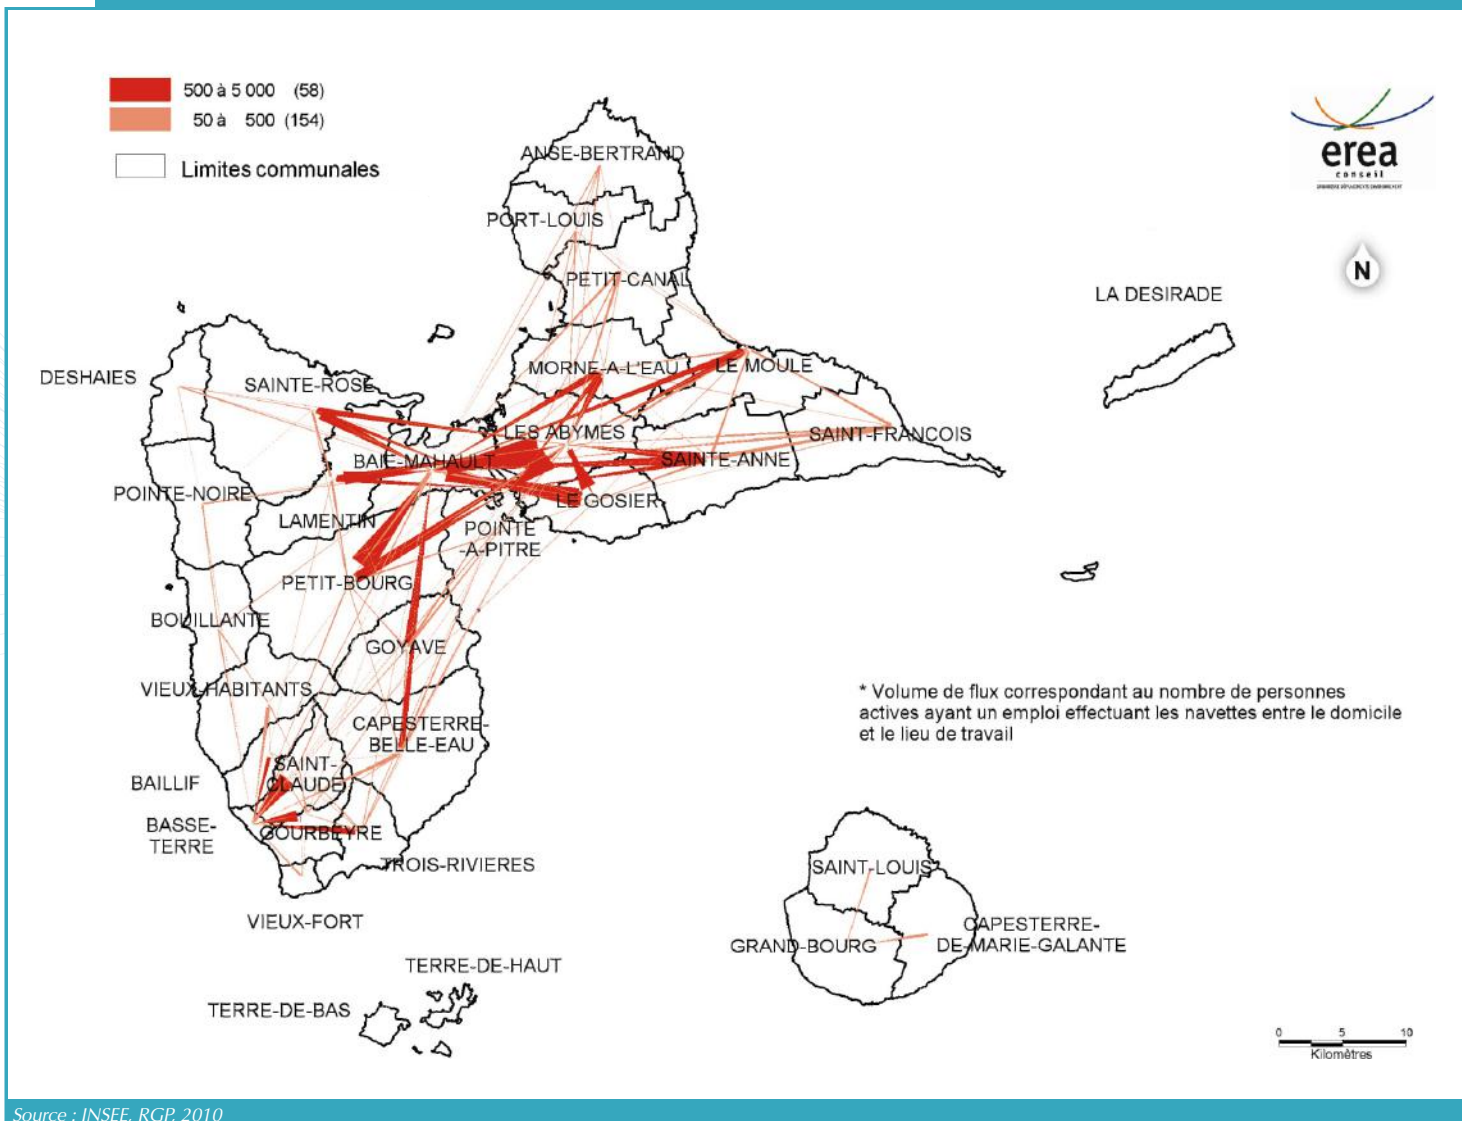 500 à 5 000 (58)
50 à 500 (154)
Limites communales
erea
conseil
N
ANSE-BERTRAND
PORT-LOUIS
PETIT-CANAL
LA DESIRADE
DESHAIES
SAINTE-ROSE
MORNE-A-L'EAU
LE MOULE
LES ABYMES
SAINT-FRANCOIS
BAIE-MAHAULT
SAINTE-ANNE
POINTE-NOIRE
LE GOSIER
LAMENTIN
POINTE
-A-PITRE
PETIT-BOURG
BOUILLANTE
GOYAVE
VIEUX-HABITANTS
* Volume de flux correspondant au nombre de personnes
actives ayant un emploi effectuant les navettes entre le domicile
et le lieu de travail
CAPESTERRE-
BELLE-EAU
SAINT-
CLAUDE
BAILLIF
BASSE-
TERRE
GOURBEYRE
TROIS-RIVIERES
VIEUX-FORT
SAINT-LOUIS
GRAND-BOURG
CAPESTERRE-
DE-MARIE-GALANTE
TERRE-DE-HAUT
TERRE-DE-BAS
0 5 10
Kilomètres
Source : INSEE, RGP, 2010